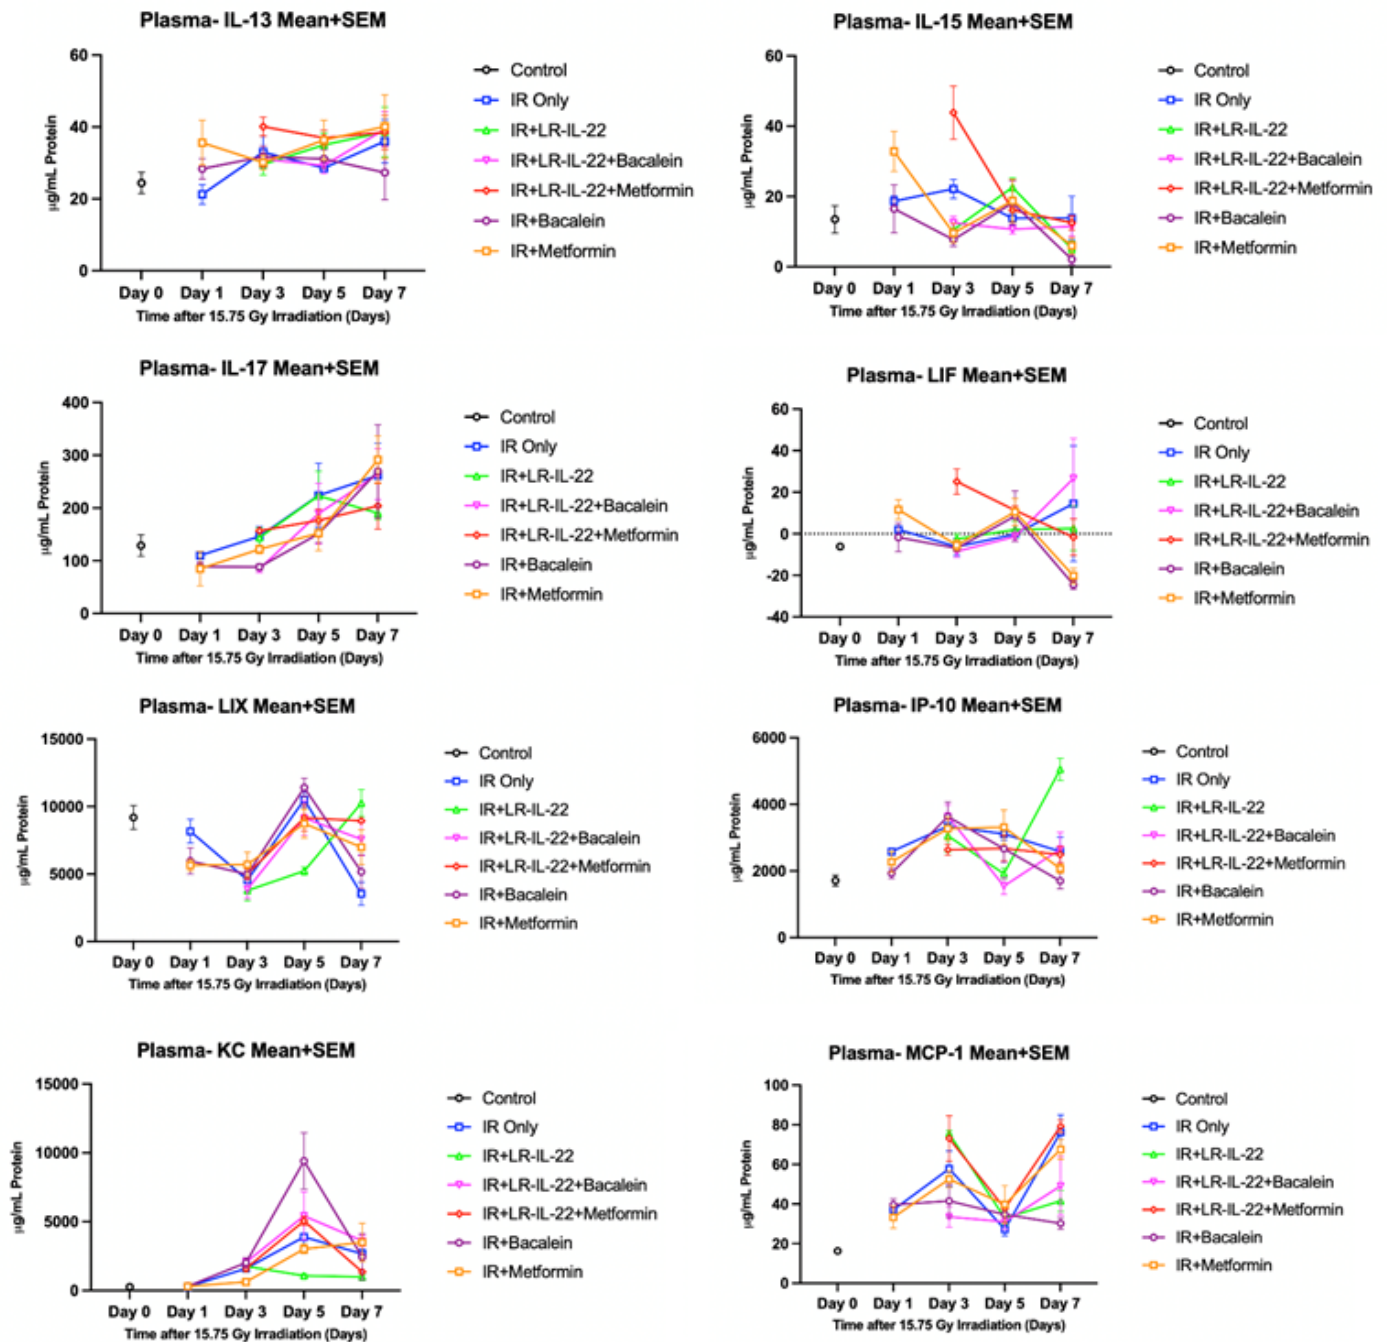 Plasma- IL-13 Mean+SEM
60
40
20
0
µg/mL Protein
Day 0 Day 1 Day 3 Day 5 Day 7
Time after 15.75 Gy Irradiation (Days)
Control
IR Only
IR+LR-IL-22
IR+LR-IL-22+Bacalein
IR+LR-IL-22+Metformin
IR+Bacalein
IR+Metformin
Plasma- IL-15 Mean+SEM
60
40
20
0
µg/mL Protein
Day 0 Day 1 Day 3 Day 5 Day 7
Time after 15.75 Gy Irradiation (Days)
Control
IR Only
IR+LR-IL-22
IR+LR-IL-22+Bacalein
IR+LR-IL-22+Metformin
IR+Bacalein
IR+Metformin
Plasma- IL-17 Mean+SEM
400
300
200
100
0
µg/mL Protein
Day 0 Day 1 Day 3 Day 5 Day 7
Time after 15.75 Gy Irradiation (Days)
Control
IR Only
IR+LR-IL-22
IR+LR-IL-22+Bacalein
IR+LR-IL-22+Metformin
IR+Bacalein
IR+Metformin
Plasma- LIF Mean+SEM
60
40
20
0
-20
-40
µg/mL Protein
Day 0 Day 1 Day 3 Day 5 Day 7
Time after 15.75 Gy Irradiation (Days)
Control
IR Only
IR+LR-IL-22
IR+LR-IL-22+Bacalein
IR+LR-IL-22+Metformin
IR+Bacalein
IR+Metformin
Plasma- LIX Mean+SEM
15000
10000
5000
0
µg/mL Protein
Day 0 Day 1 Day 3 Day 5 Day 7
Time after 15.75 Gy Irradiation (Days)
Control
IR Only
IR+LR-IL-22
IR+LR-IL-22+Bacalein
IR+LR-IL-22+Metformin
IR+Bacalein
IR+Metformin
Plasma- IP-10 Mean+SEM
6000
4000
2000
0
µg/mL Protein
Day 0 Day 1 Day 3 Day 5 Day 7
Time after 15.75 Gy Irradiation (Days)
Control
IR Only
IR+LR-IL-22
IR+LR-IL-22+Bacalein
IR+LR-IL-22+Metformin
IR+Bacalein
IR+Metformin
Plasma- KC Mean+SEM
15000
10000
5000
0
µg/mL Protein
Day 0 Day 1 Day 3 Day 5 Day 7
Time after 15.75 Gy Irradiation (Days)
Control
IR Only
IR+LR-IL-22
IR+LR-IL-22+Bacalein
IR+LR-IL-22+Metformin
IR+Bacalein
IR+Metformin
Plasma- MCP-1 Mean+SEM
100
80
60
40
20
0
µg/mL Protein
Day 0 Day 1 Day 3 Day 5 Day 7
Time after 15.75 Gy Irradiation (Days)
Control
IR Only
IR+LR-IL-22
IR+LR-IL-22+Bacalein
IR+LR-IL-22+Metformin
IR+Bacalein
IR+Metformin